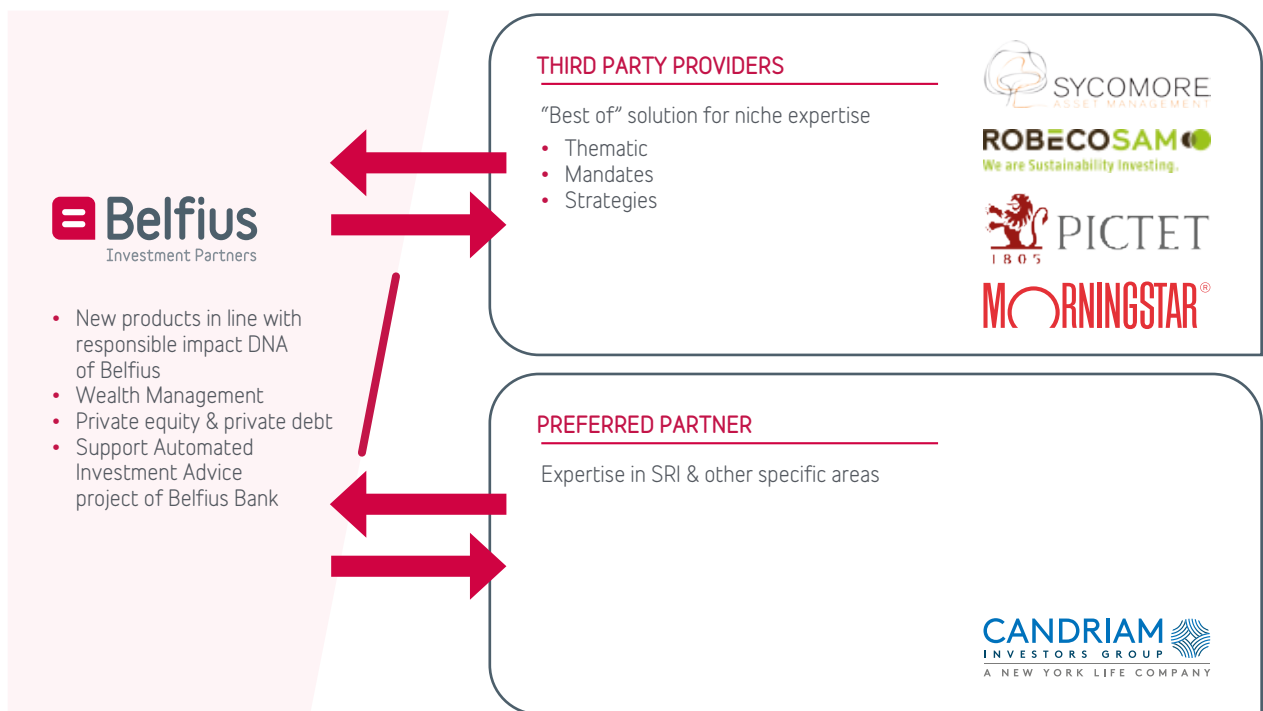 Belfius
Investment Partners
• New products in line with
responsible impact DNA
of Belfius
• Wealth Management
• Private equity & private debt
• Support Automated
Investment Advice
project of Belfius Bank
THIRD PARTY PROVIDERS
“Best of” solution for niche expertise
• Thematic
• Mandates
• Strategies
SYCOMORE
ASSET MANAGEMENT
ROBECOSAM
We are Sustainability Investing.
PICTET
1805
MORNINGSTAR®
PREFERRED PARTNER
Expertise in SRI & other specific areas
CANDRIAM
INVESTORS GROUP
A NEW YORK LIFE COMPANY